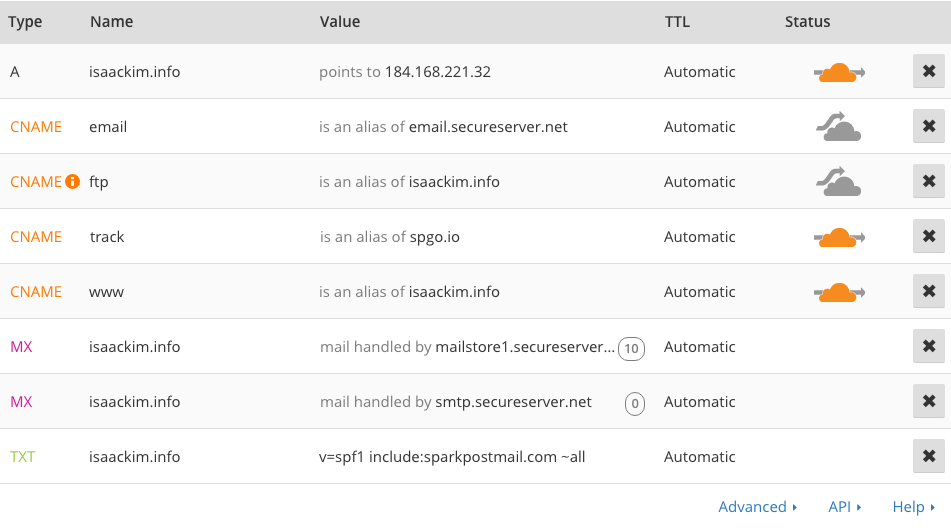 Type Name Value TTL Status
A isaackim.info points to 184.168.221.32 Automatic
CNAME email is an alias of email.secureserver.net Automatic
CNAME ftp is an alias of isaackim.info Automatic
CNAME track is an alias of spgo.io Automatic
CNAME www is an alias of isaackim.info Automatic
MX isaackim.info mail handled by mailstore1.secureserver... 10 Automatic
MX isaackim.info mail handled by smtp.secureserver.net 0 Automatic
TXT isaackim.info v=spf1 include:sparkpostmail.com ~all Automatic
Advanced API Help